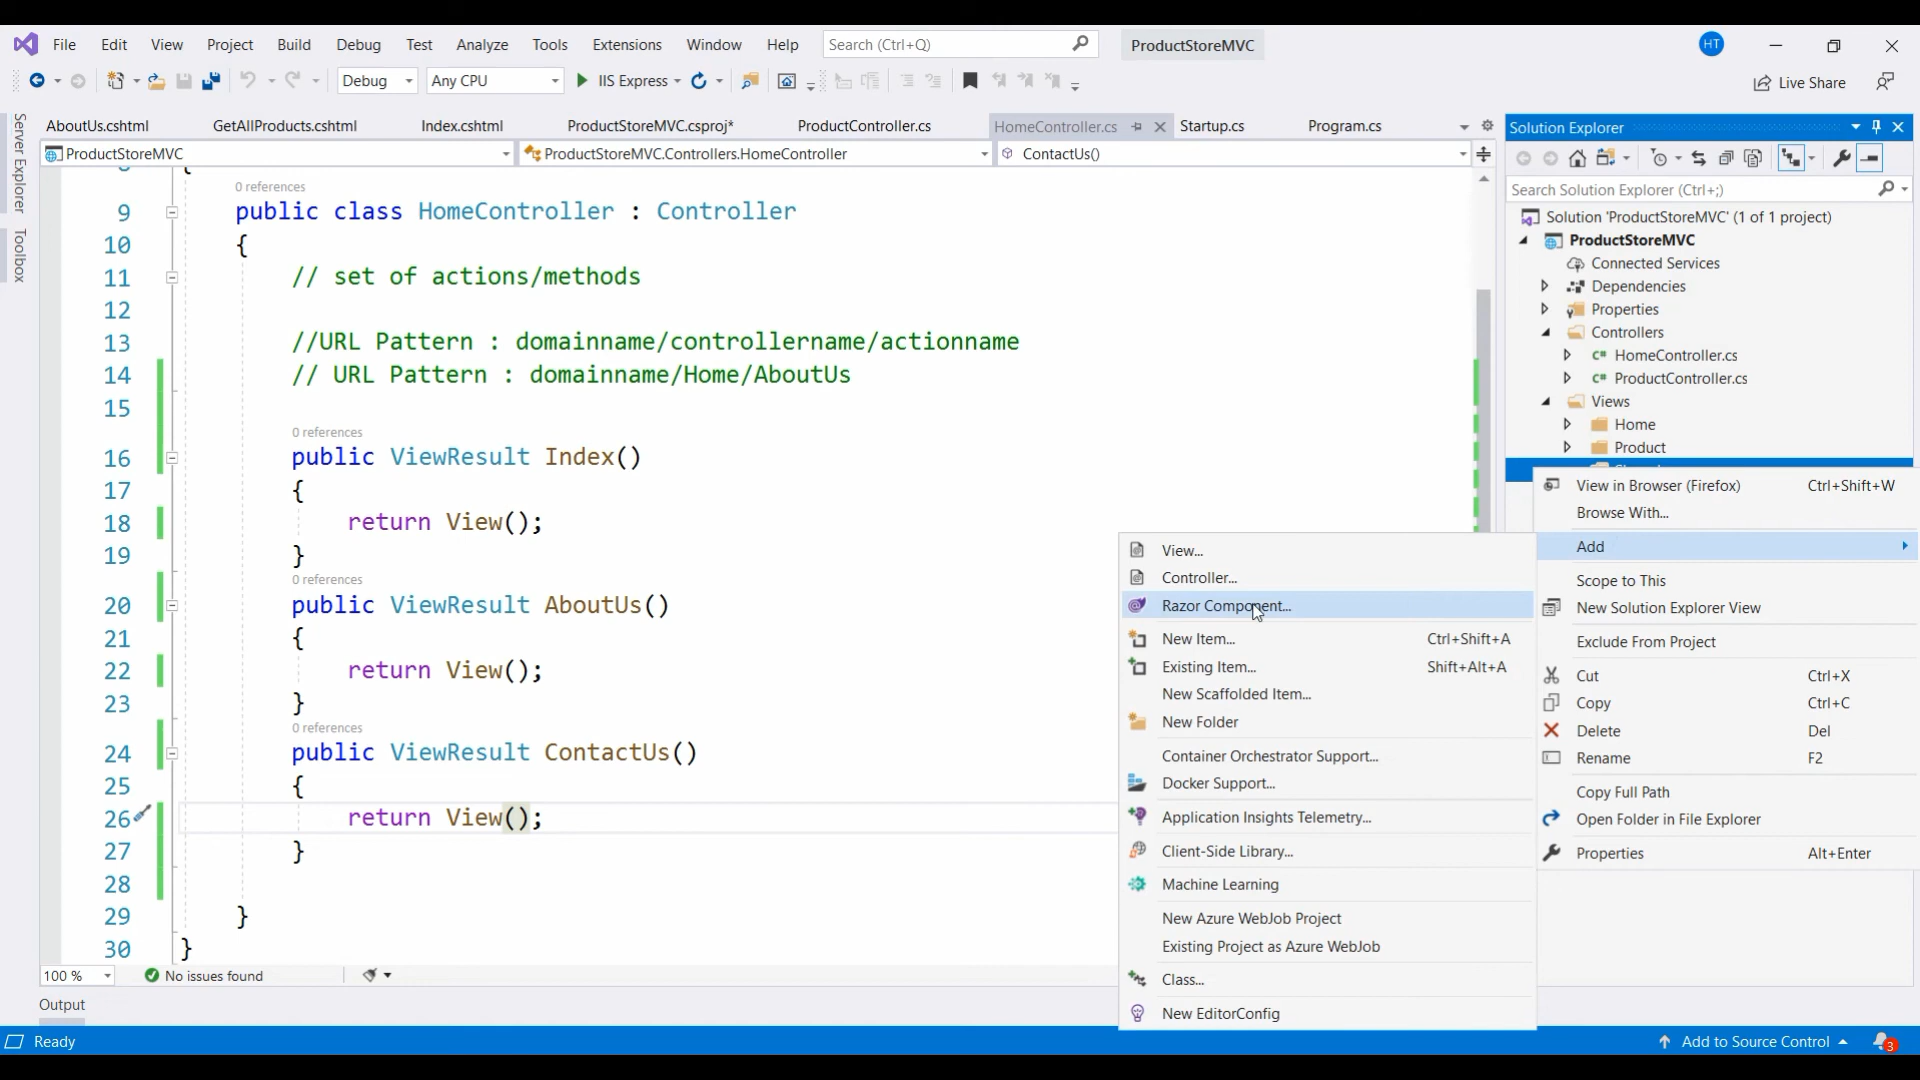 File Edit View Project Build Debug Test Analyze Tools Extensions Window Help Search (Ctrl+Q) ProductStoreMVC HT
Debug Any CPU IIS Express Live Share
Server Explorer
Toolbox
AboutUs.cshtml GetAllProducts.cshtml Index.cshtml ProductStoreMVC.csproj* ProductController.cs HomeController.cs Startup.cs Program.cs
ProductStoreMVC ProductStoreMVC.Controllers.HomeController ContactUs()
0 references
9 public class HomeController : Controller
10 {
11 // set of actions/methods
12
13 //URL Pattern : domainname/controllername/actionname
14 // URL Pattern : domainname/Home/AboutUs
15
0 references
16 public ViewResult Index()
17 {
18 return View();
19 }
0 references
20 public ViewResult AboutUs()
21 {
22 return View();
23 }
0 references
24 public ViewResult ContactUs()
25 {
26 return View();
27 }
28
29 }
30 }
100 % No issues found
Output
Ready
Add to Source Control 3
Solution Explorer
Search Solution Explorer (Ctrl+;)
Solution 'ProductStoreMVC' (1 of 1 project)
ProductStoreMVC
Connected Services
Dependencies
Properties
Controllers
C# HomeController.cs
C# ProductController.cs
Views
Home
Product
View in Browser (Firefox) Ctrl+Shift+W
Browse With...
Add
Scope to This
New Solution Explorer View
Exclude From Project
Cut Ctrl+X
Copy Ctrl+C
Delete Del
Rename F2
Copy Full Path
Open Folder in File Explorer
Properties Alt+Enter
View...
Controller...
Razor Component...
New Item... Ctrl+Shift+A
Existing Item... Shift+Alt+A
New Scaffolded Item...
New Folder
Container Orchestrator Support...
Docker Support...
Application Insights Telemetry...
Client-Side Library...
Machine Learning
New Azure WebJob Project
Existing Project as Azure WebJob
Class...
New EditorConfig